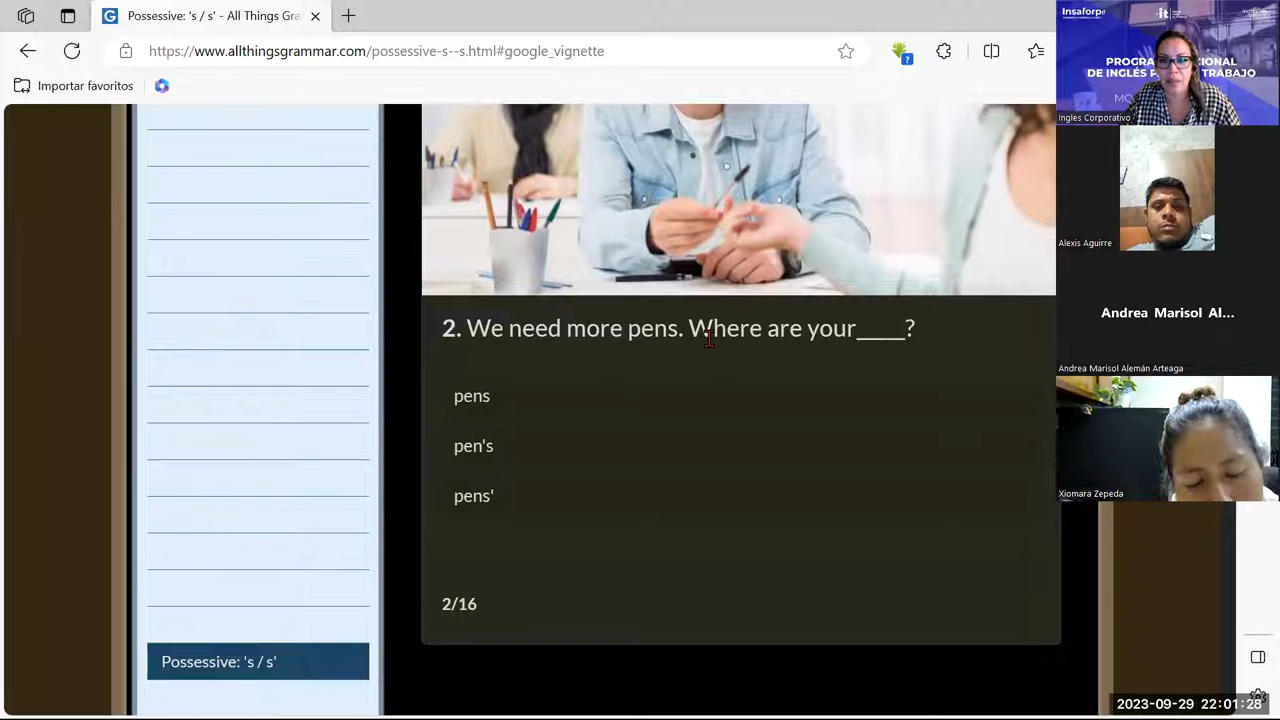 Possessive: 's / s' - All Things Gra
https://www.allthingsgrammar.com/possessive-s--s.html#google_vignette
Importar favoritos
2. We need more pens. Where are your____?
pens
pen's
pens'
2/16
Possessive: 's / s'
Insaforp
it
Ingles Corporativo
Alexis Aguirre
Andrea Marisol Al...
Andrea Marisol Alemán Arteaga
Xiomara Zepeda
2023-09-29 22:01:28